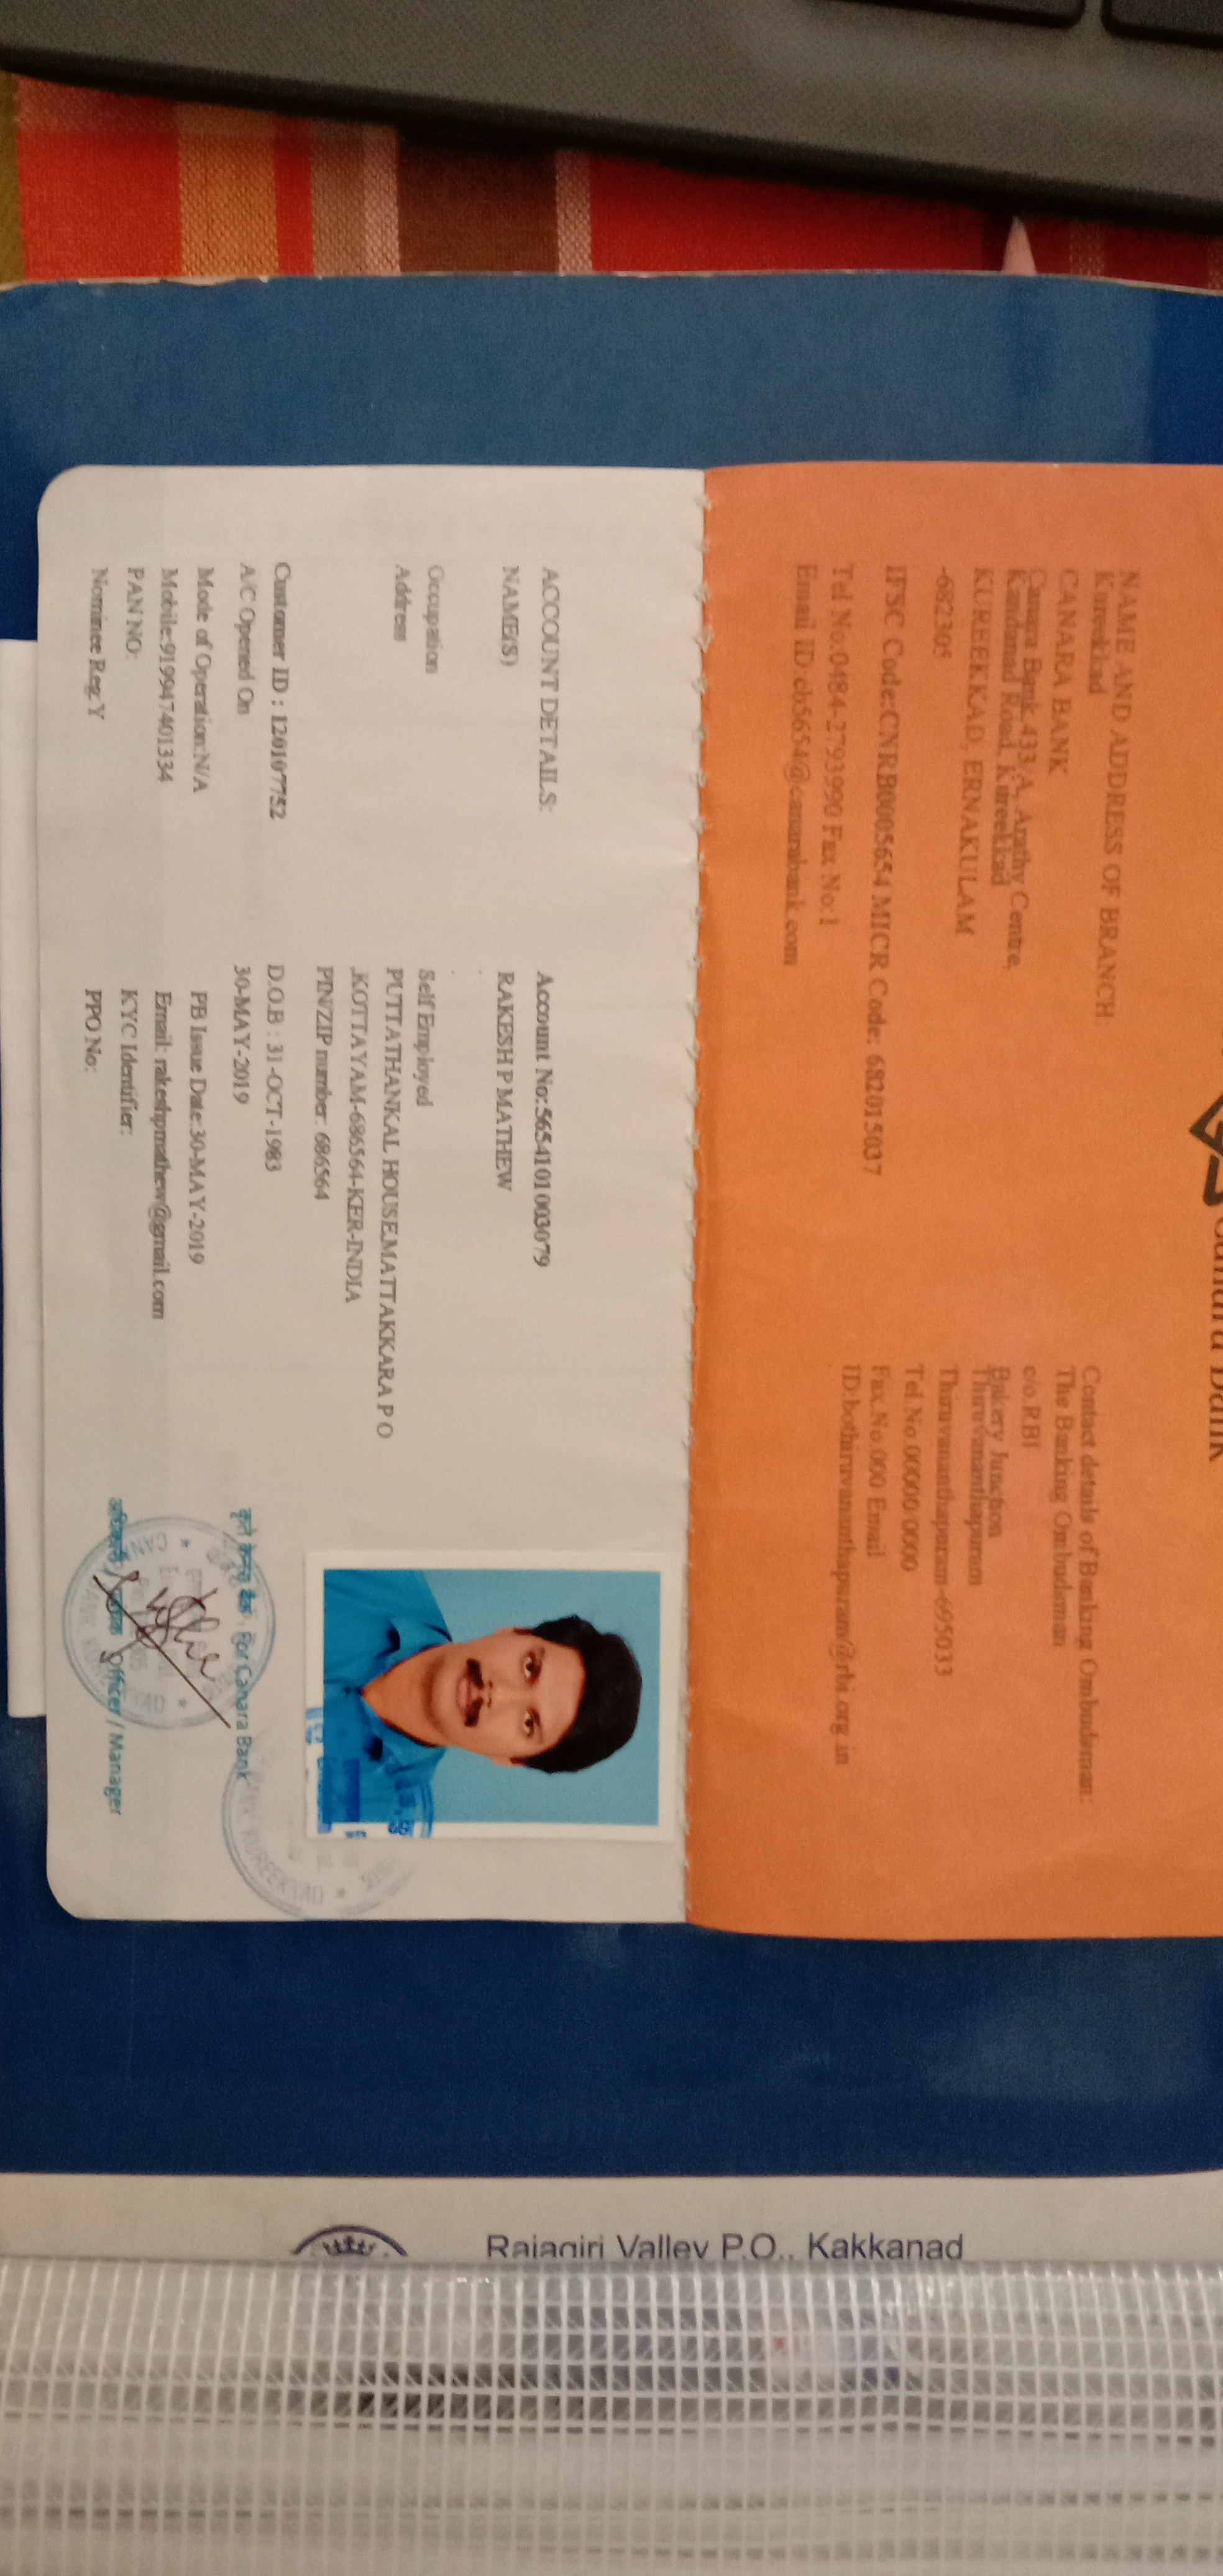 Canara Bank
NAME AND ADDRESS OF BRANCH:
Kureekkad
CANARA BANK
Canara Bank,433/A, Arathy Centre,
Kandanad Road, Kureekkad
KUREEKKAD, ERNAKULAM
-682305
IFSC Code:CNRB0005654 MICR Code: 682015037
Tel No:0484-2793990 Fax No:1
Email ID:cb5654@canarabank.com
Contact details of Banking Ombudsman:
The Banking Ombudsman
c/o.RBI
Bakery Junction
Thiruvananthapuram
Thiruvananthapuram-695033
Tel.No.00000/0000
Fax.No.000 Email
ID:bothiruvananthapuram@rbi.org.in
ACCOUNT DETAILS: Account No:5654101003079
NAME(S) RAKESH P MATHEW
Occupation Self Employed
Address PUTTATHANKAL HOUSE,MATTAKKARA P O
,KOTTAYAM-686564-KER-INDIA
PIN/ZIP number: 686564
Customer ID : 120107752 D.O.B : 31-OCT-1983
A/C Opened On 30-MAY-2019
Mode of Operation:N/A PB Issue Date:30-MAY-2019
Mobile:919947401334 Email: rakeshpmathew@gmail.com
PAN NO: KYC Identifier:
Nominee Reg:Y PPO No:
कृते केनरा बैंक / For Canara Bank
अधिकारी / Officer / Manager
KUREEKKAD
Rajagiri Valley P.O., Kakkanad